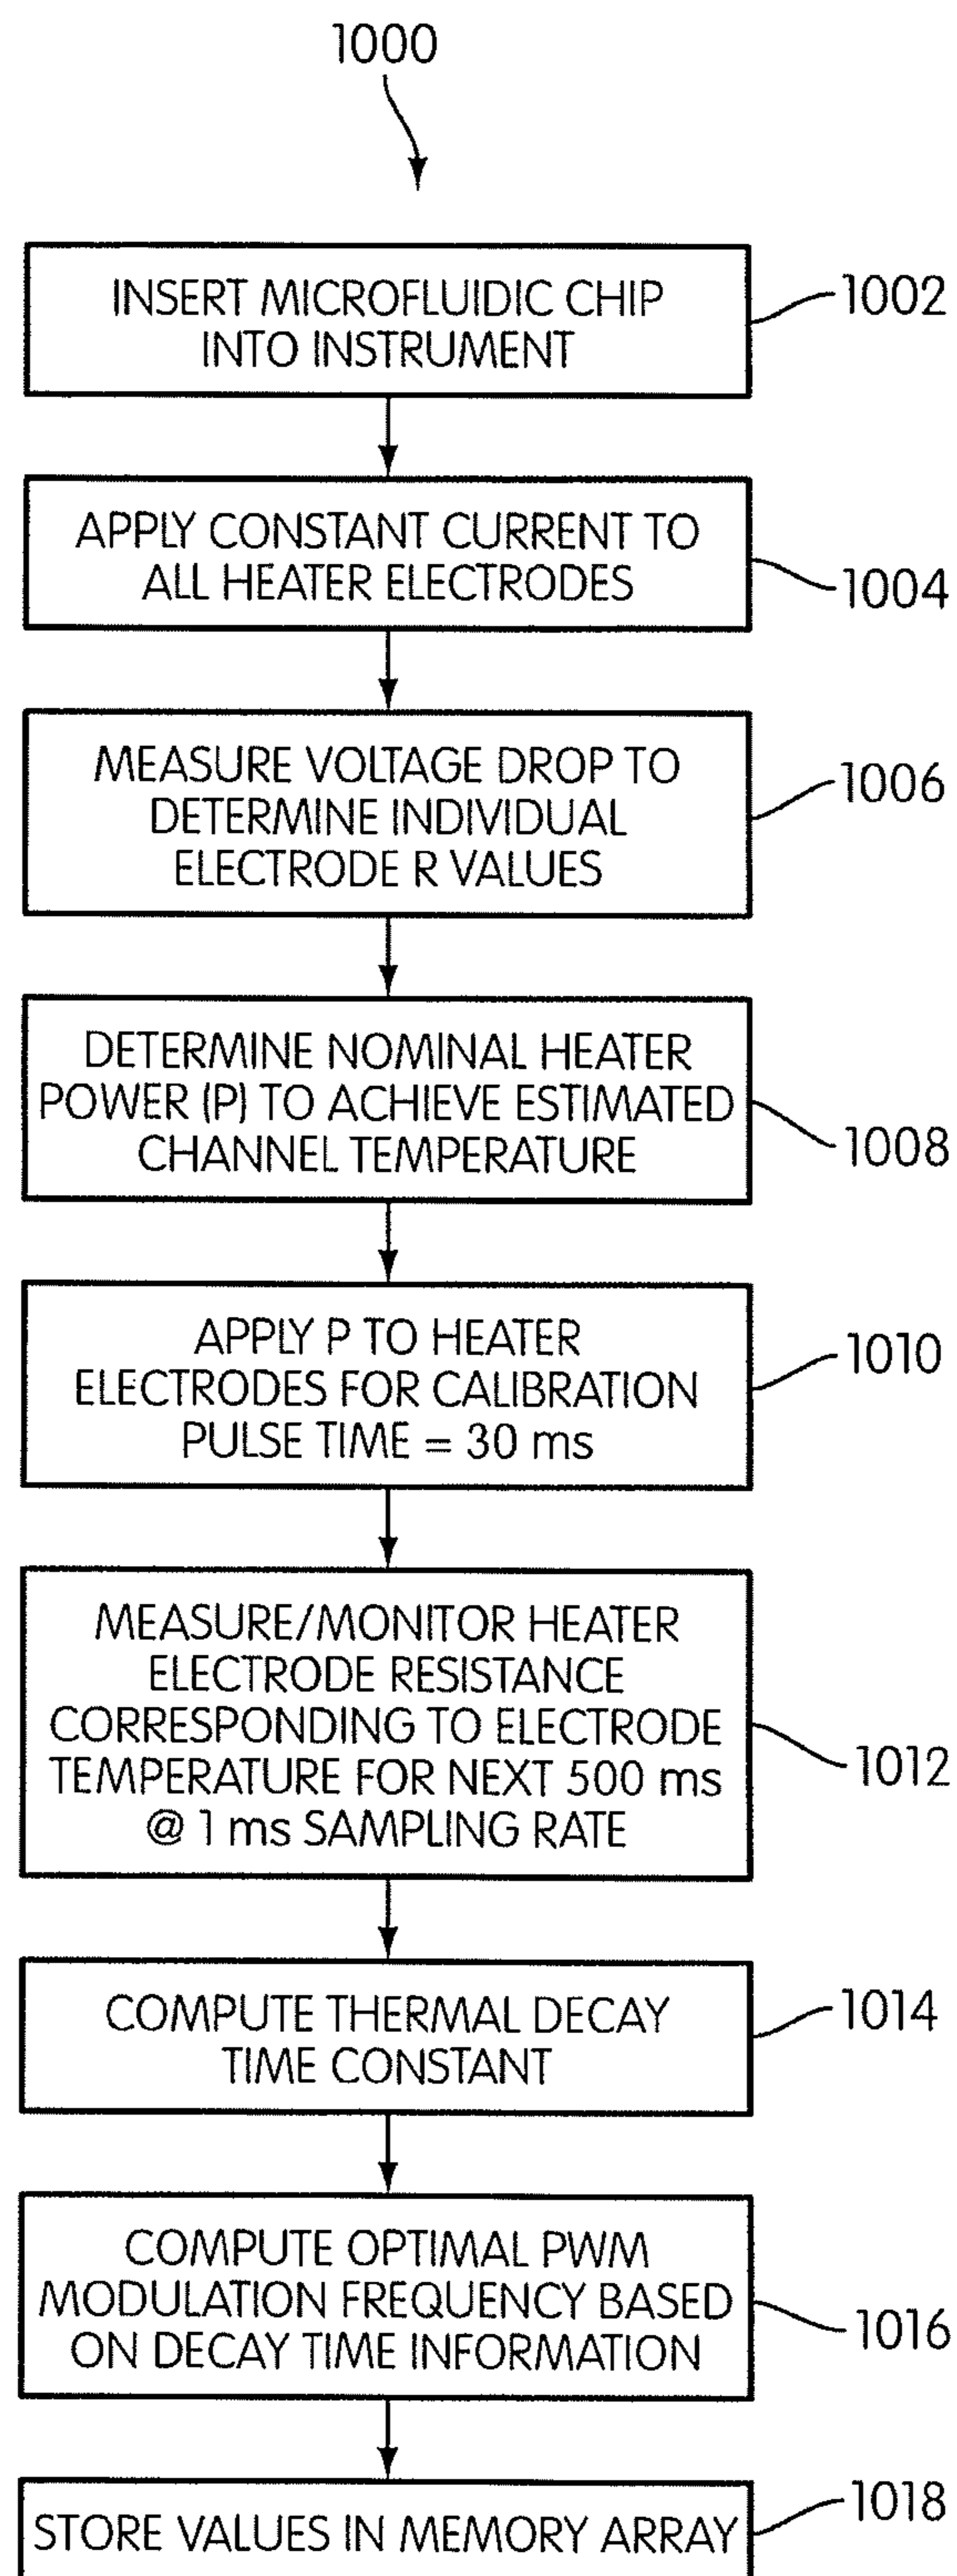 1000
INSERT MICROFLUIDIC CHIP
INTO INSTRUMENT
1002
APPLY CONSTANT CURRENT TO
ALL HEATER ELECTRODES
1004
MEASURE VOLTAGE DROP TO
DETERMINE INDIVIDUAL
ELECTRODE R VALUES
1006
DETERMINE NOMINAL HEATER
POWER (P) TO ACHIEVE ESTIMATED
CHANNEL TEMPERATURE
1008
APPLY P TO HEATER
ELECTRODES FOR CALIBRATION
PULSE TIME = 30 ms
1010
MEASURE/MONITOR HEATER
ELECTRODE RESISTANCE
CORRESPONDING TO ELECTRODE
TEMPERATURE FOR NEXT 500 ms
@ 1 ms SAMPLING RATE
1012
COMPUTE THERMAL DECAY
TIME CONSTANT
1014
COMPUTE OPTIMAL PWM
MODULATION FREQUENCY BASED
ON DECAY TIME INFORMATION
1016
STORE VALUES IN MEMORY ARRAY
1018